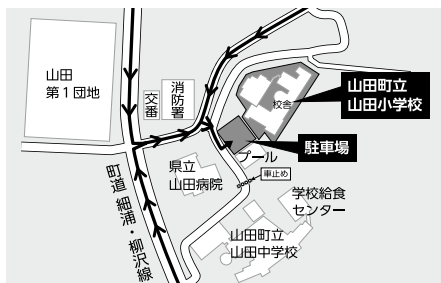 山田
第1団地
交番
消防署
校舎
山田町立
山田小学校
駐車場
プール
車止め
県立
山田病院
学校給食
センター
町道 細浦・柳沢線
山田町立
山田中学校